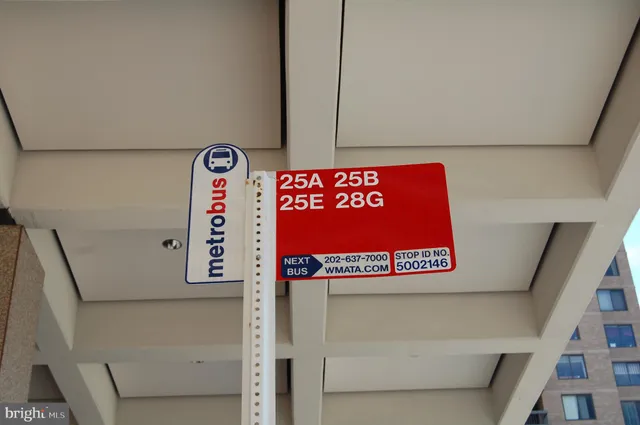 metrobus
25A 25B
25E 28G
NEXT BUS
202-637-7000
WMATA.COM
STOP ID NO.
5002146
bright MLS